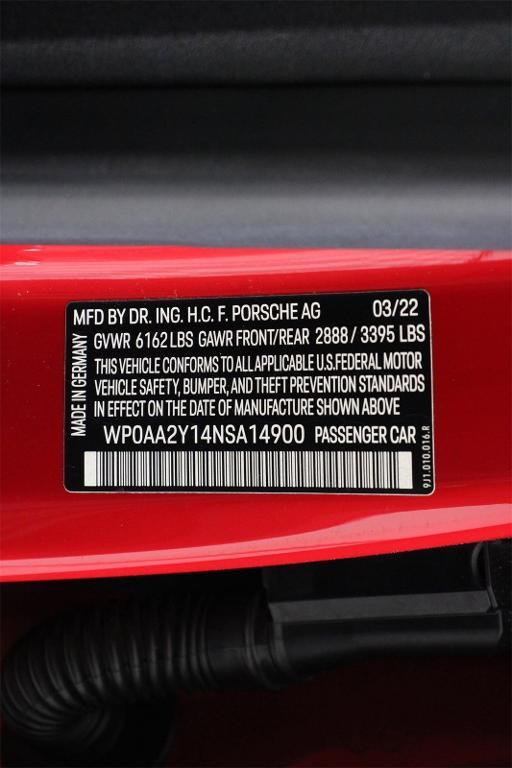 MFD BY DR. ING. H.C. F. PORSCHE AG 03/22
GVWR 6162 LBS GAWR FRONT/REAR 2888 / 3395 LBS
THIS VEHICLE CONFORMS TO ALL APPLICABLE U.S.FEDERAL MOTOR
VEHICLE SAFETY, BUMPER, AND THEFT PREVENTION STANDARDS
IN EFFECT ON THE DATE OF MANUFACTURE SHOWN ABOVE
WP0AA2Y14NSA14900 PASSENGER CAR
MADE IN GERMANY
9J1.010.016.R